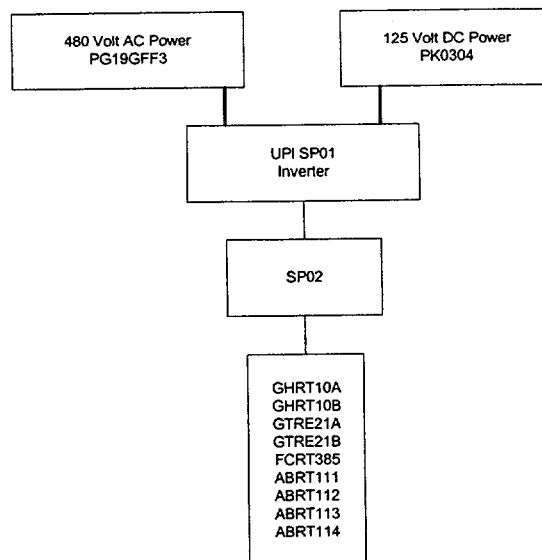 480 Volt AC Power
PG19GFF3
125 Volt DC Power
PK0304
UPI SP01
Inverter
SP02
GHRT10A
GHRT10B
GTRE21A
GTRE21B
FCRT385
ABRT111
ABRT112
ABRT113
ABRT114